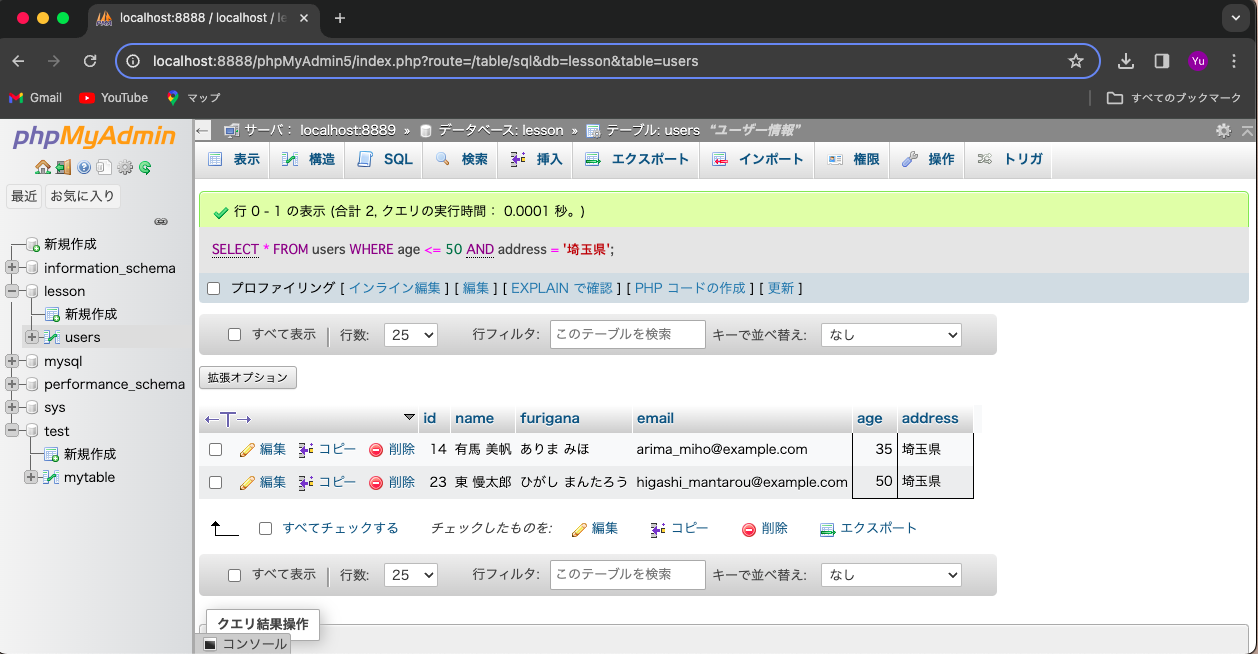 localhost:8888 / localhost / le
localhost:8888/phpMyAdmin5/index.php?route=/table/sql&db=lesson&table=users
Yu
Gmail YouTube マップ すべてのブックマーク
phpMyAdmin
最近 お気に入り
新規作成
information_schema
lesson
新規作成
users
mysql
performance_schema
sys
test
新規作成
mytable
サーバ: localhost:8889 » データベース: lesson » テーブル: users "ユーザー情報"
表示 構造 SQL 検索 挿入 エクスポート インポート 権限 操作 トリガ
行 0 - 1 の表示 (合計 2, クエリの実行時間: 0.0001 秒。)
SELECT * FROM users WHERE age <= 50 AND address = '埼玉県';
プロファイリング [ インライン編集 ] [ 編集 ] [ EXPLAIN で確認 ] [ PHP コードの作成 ] [ 更新 ]
すべて表示 行数: 25 行フィルタ: このテーブルを検索 キーで並べ替え: なし
拡張オプション
←T→ id name furigana email age address
編集 コピー 削除 14 有馬 美帆 ありま みほ arima_miho@example.com 35 埼玉県
編集 コピー 削除 23 東 慢太郎 ひがし まんたろう higashi_mantarou@example.com 50 埼玉県
すべてチェックする チェックしたものを: 編集 コピー 削除 エクスポート
すべて表示 行数: 25 行フィルタ: このテーブルを検索 キーで並べ替え: なし
クエリ結果操作
コンソール